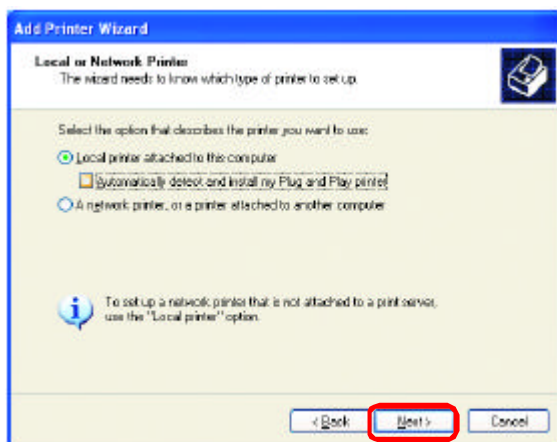 Add Printer Wizard
Local or Network Printer
The wizard needs to know which type of printer to set up.
Select the option that describes the printer you want to use:
Local printer attached to this computer
Automatically detect and install my Plug and Play printer
A network printer, or a printer attached to another computer
To set up a network printer that is not attached to a print server,
use the "Local printer" option.
< Back Next > Cancel